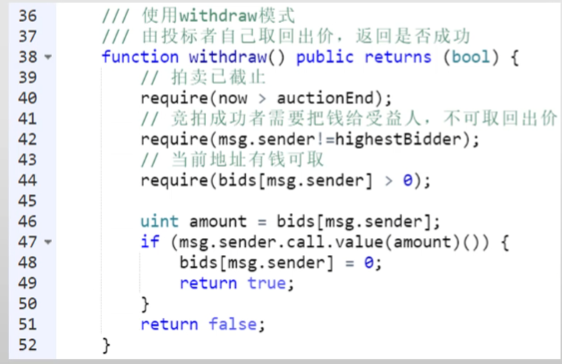 36 /// 使用withdraw模式
37 /// 由投标者自己取回出价，返回是否成功
38 function withdraw() public returns (bool) {
39 // 拍卖已截止
40 require(now > auctionEnd);
41 // 竞拍成功者需要把钱给受益人，不可取回出价
42 require(msg.sender!=highestBidder);
43 // 当前地址有钱可取
44 require(bids[msg.sender] > 0);
45
46 uint amount = bids[msg.sender];
47 if (msg.sender.call.value(amount)()) {
48 bids[msg.sender] = 0;
49 return true;
50 }
51 return false;
52 }